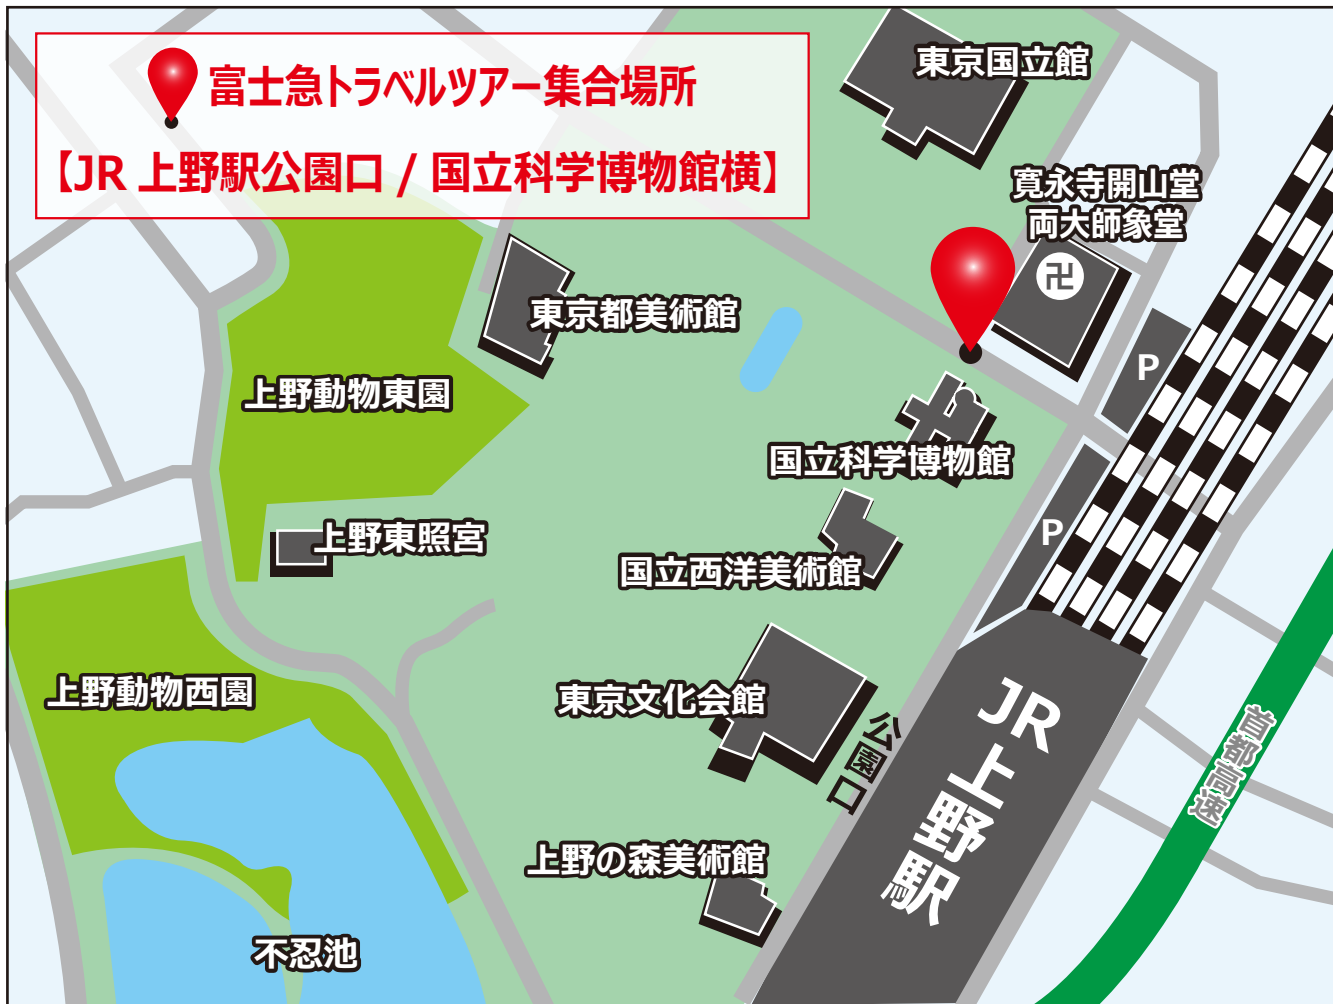 富士急トラベルツアー集合場所
【JR 上野駅公園口 / 国立科学博物館横】
東京国立館
寛永寺開山堂
両大師象堂
卍
東京都美術館
P
上野動物東園
国立科学博物館
P
上野東照宮
国立西洋美術館
上野動物西園
東京文化会館
公園口
JR上野駅
首都高速
上野の森美術館
不忍池